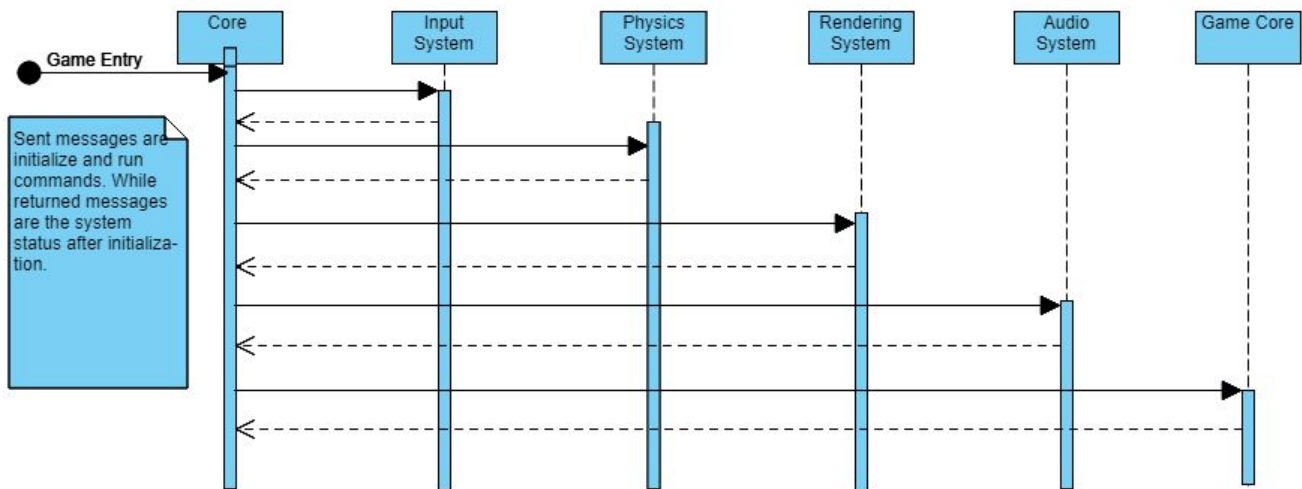 Core
Input
System
Physics
System
Rendering
System
Audio
System
Game Core
Game Entry
Sent messages are
initialize and run
commands. While
returned messages
are the system
status after initializa-
tion.